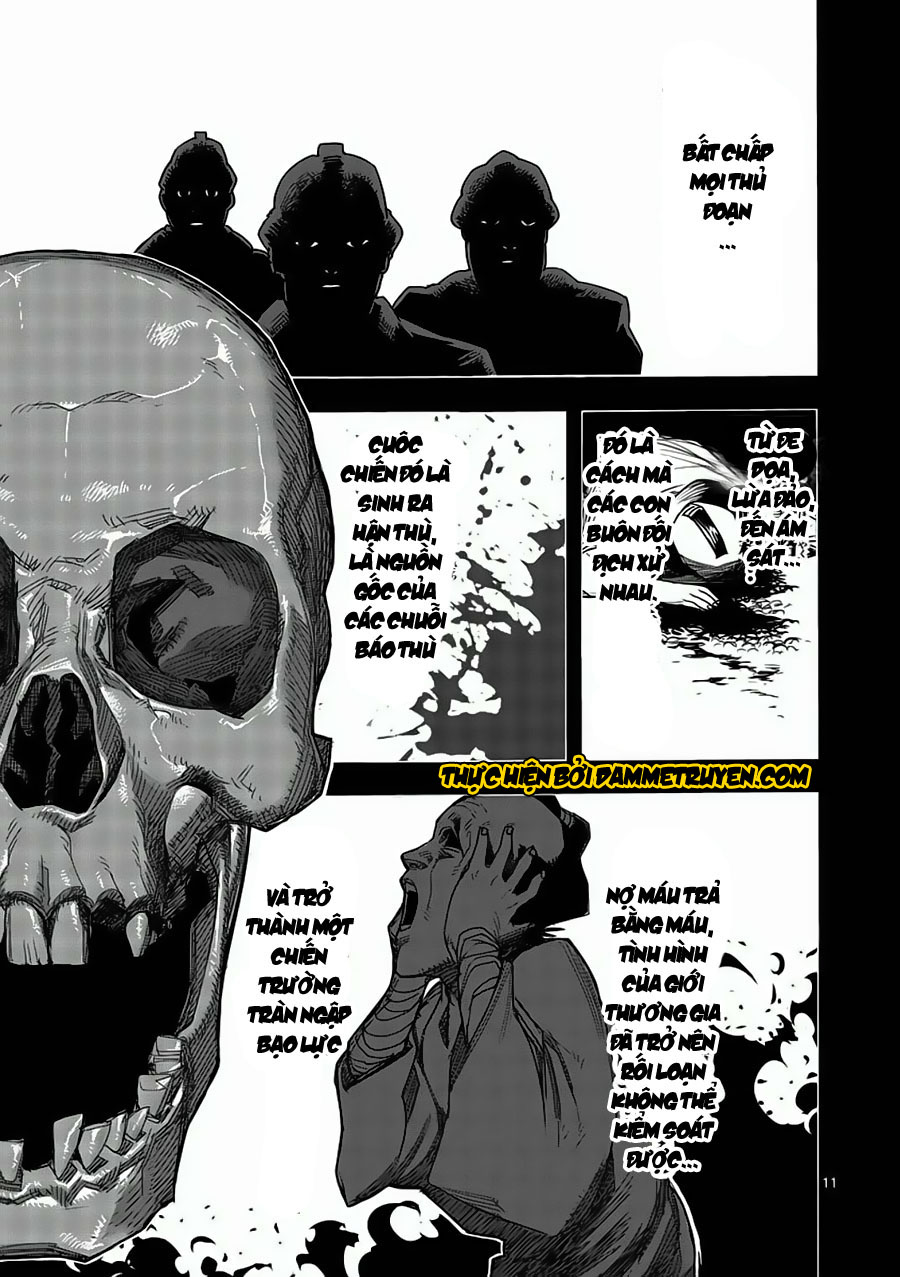 BẤT CHẤP
MỌI THỦ
ĐOẠN
...
TỪ ĐE
DỌA,
LỪA ĐẢO,
ĐẾN ÁM
SÁT...
ĐÓ LÀ
CÁCH MÀ
CÁC CON
BUÔN ĐỐI
ĐỊCH XỬ
NHAU.
CUÔC
CHIẾN ĐÓ LÀ
SINH RA
HẬN THÙ,
LẦ NGUỒN
GỐC CỦA
CÁC CHUỖI
BÁO THÙ
THỰC HIỆN BỞI DAMMETRUYEN.COM
NỢ MÁU TRẢ
BẰNG MÁU,
TÌNH HÌNH
CỦA GIỚI
THƯƠNG GIA
ĐÃ TRỞ NÊN
RỐI LOẠN
KHÔNG THỂ
KIỂM SOÁT
ĐƯỢC...
VÀ TRỞ
THÀNH MỘT
CHIẾN
TRƯỜNG
TRÀN NGẬP
BẠO LỰC
11